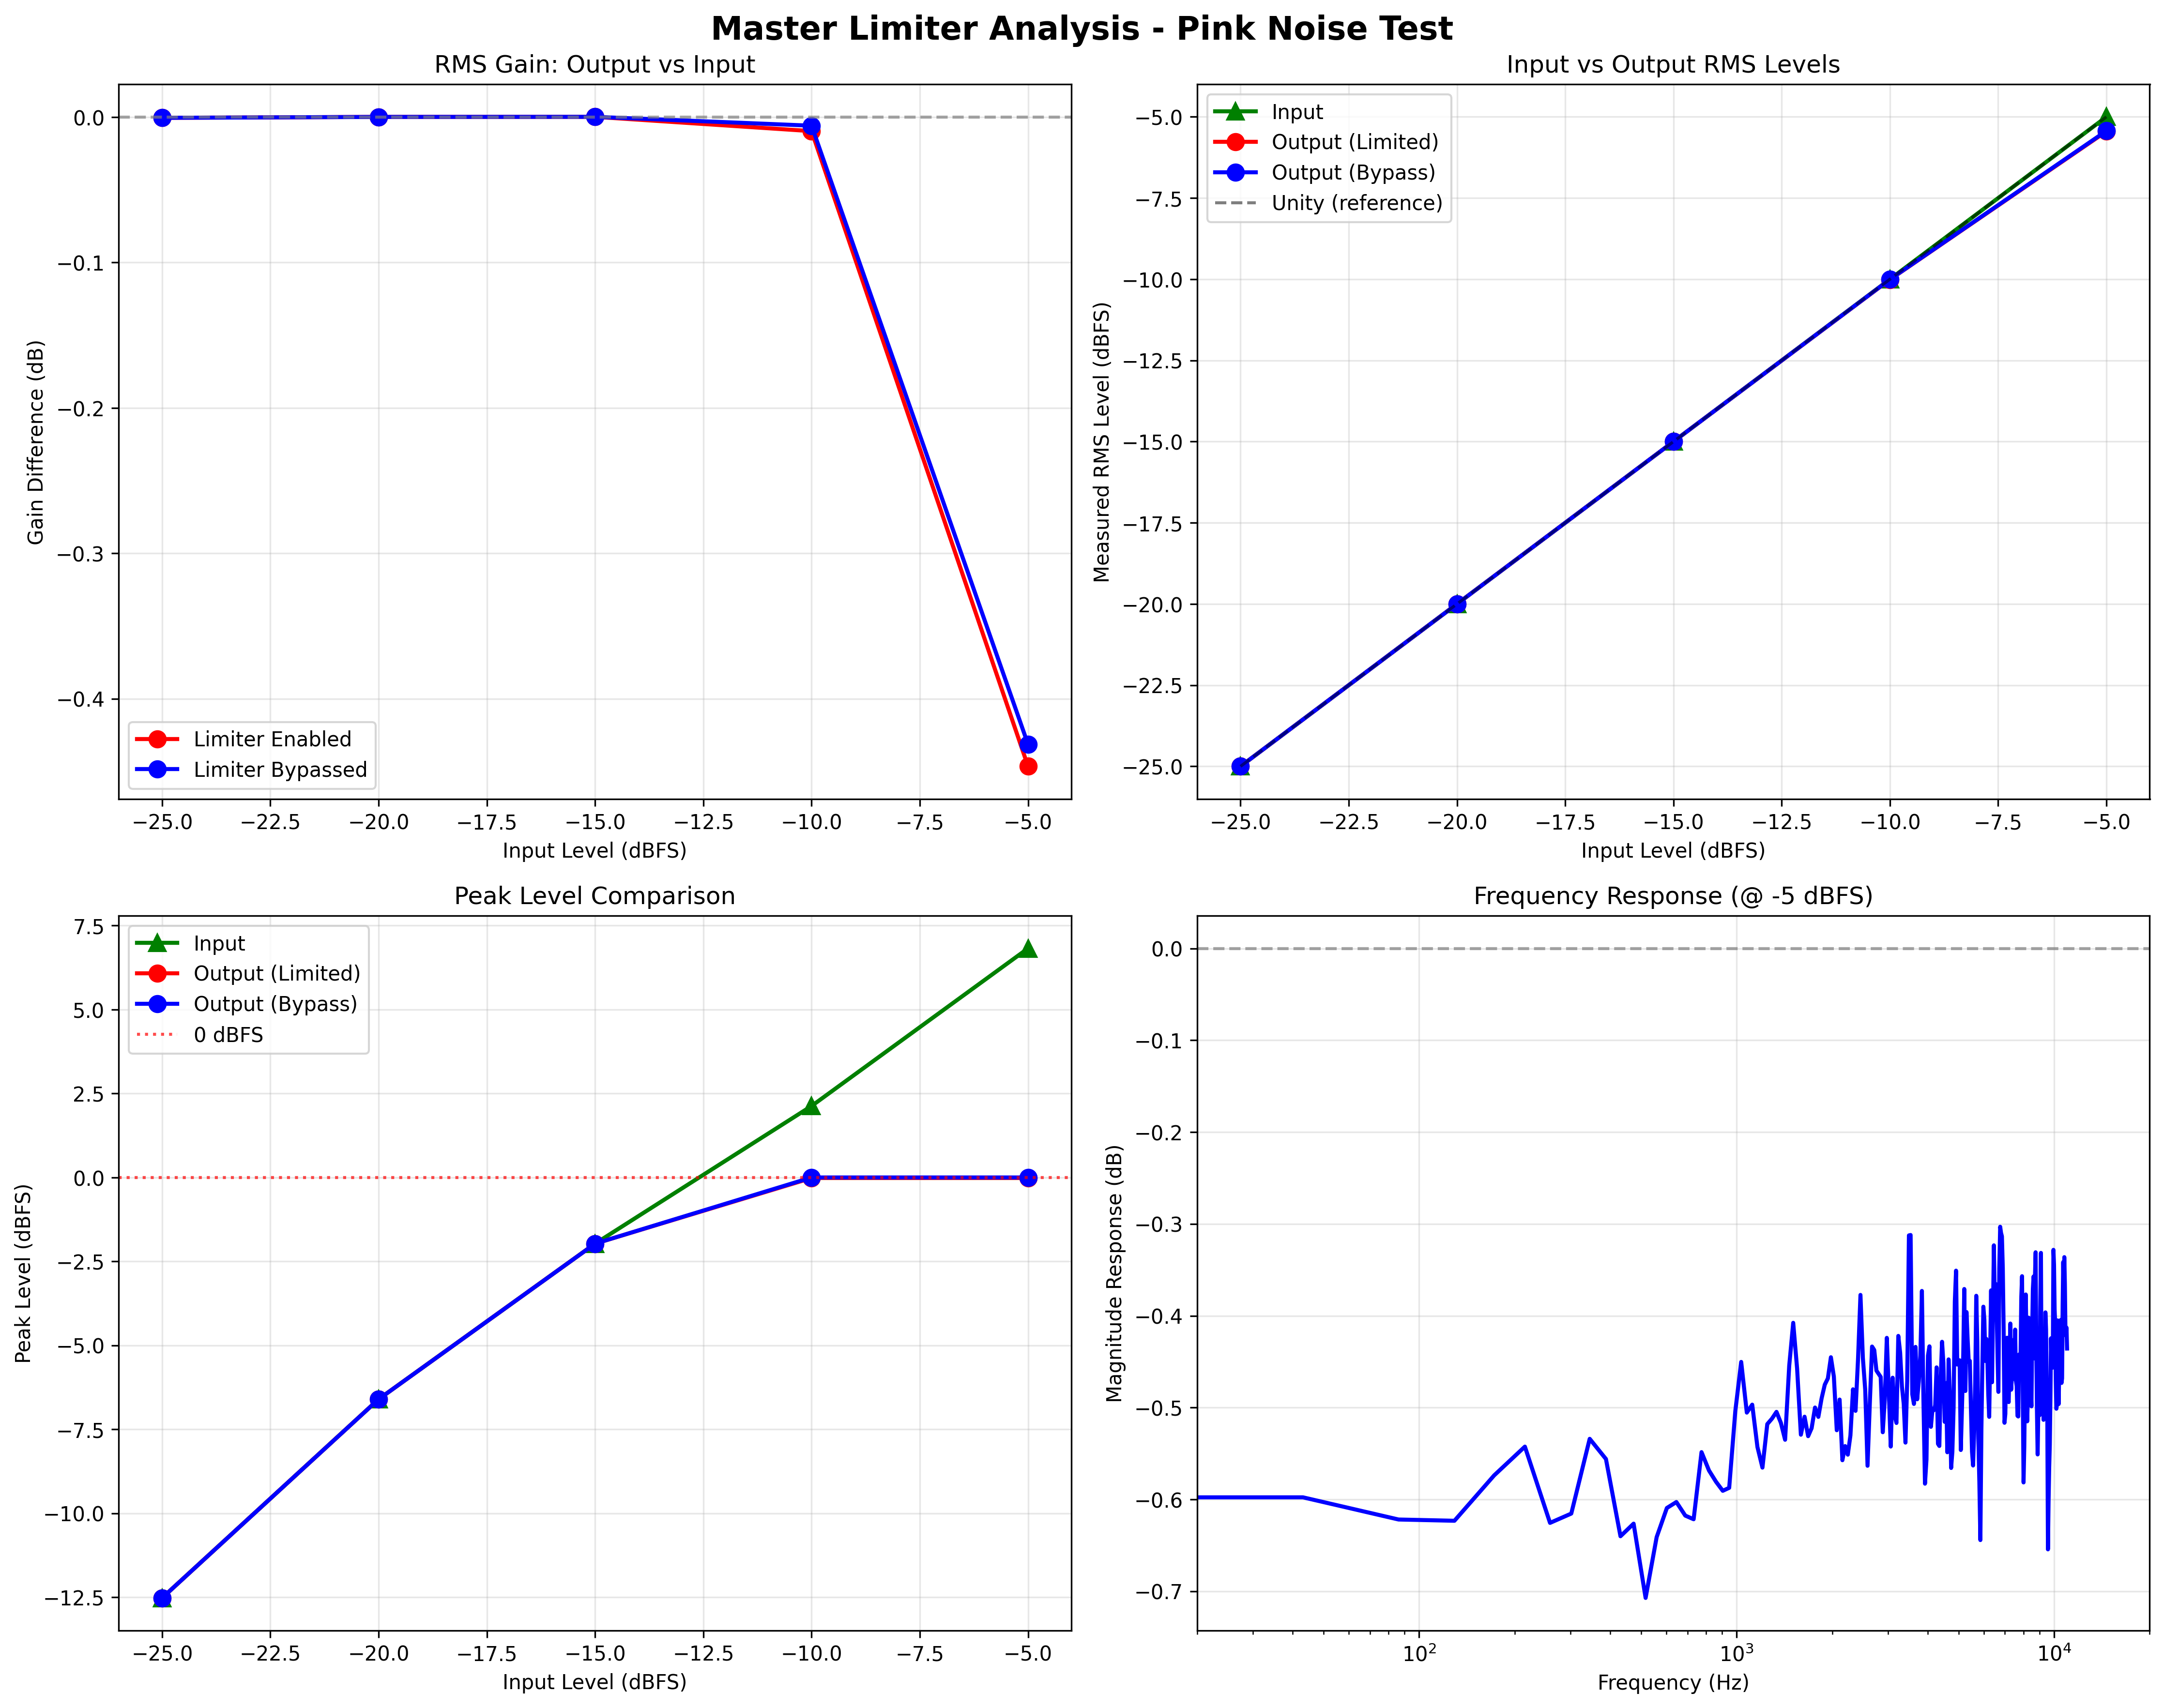 Master Limiter Analysis - Pink Noise Test
RMS Gain: Output vs Input
0.0
−0.1
−0.2
−0.3
−0.4
Gain Difference (dB)
Limiter Enabled
Limiter Bypassed
−25.0 −22.5 −20.0 −17.5 −15.0 −12.5 −10.0 −7.5 −5.0
Input Level (dBFS)
Input vs Output RMS Levels
Input
Output (Limited)
Output (Bypass)
Unity (reference)
−5.0
−7.5
−10.0
−12.5
−15.0
−17.5
−20.0
−22.5
−25.0
Measured RMS Level (dBFS)
−25.0 −22.5 −20.0 −17.5 −15.0 −12.5 −10.0 −7.5 −5.0
Input Level (dBFS)
Peak Level Comparison
Input
Output (Limited)
Output (Bypass)
0 dBFS
7.5
5.0
2.5
0.0
−2.5
−5.0
−7.5
−10.0
−12.5
Peak Level (dBFS)
−25.0 −22.5 −20.0 −17.5 −15.0 −12.5 −10.0 −7.5 −5.0
Input Level (dBFS)
Frequency Response (@ -5 dBFS)
0.0
−0.1
−0.2
−0.3
−0.4
−0.5
−0.6
−0.7
Magnitude Response (dB)
10² 10³ 10⁴
Frequency (Hz)